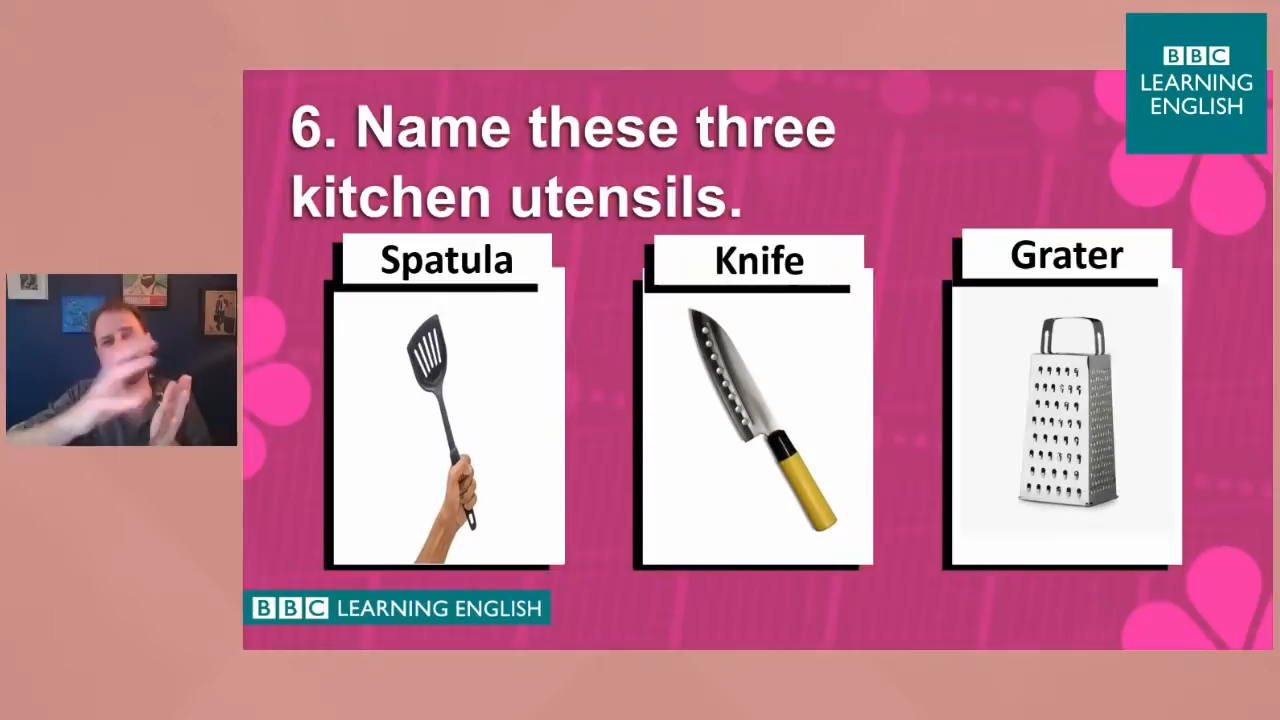 BBC
LEARNING
ENGLISH
6. Name these three
kitchen utensils.
Spatula
Knife
Grater
BBC LEARNING ENGLISH